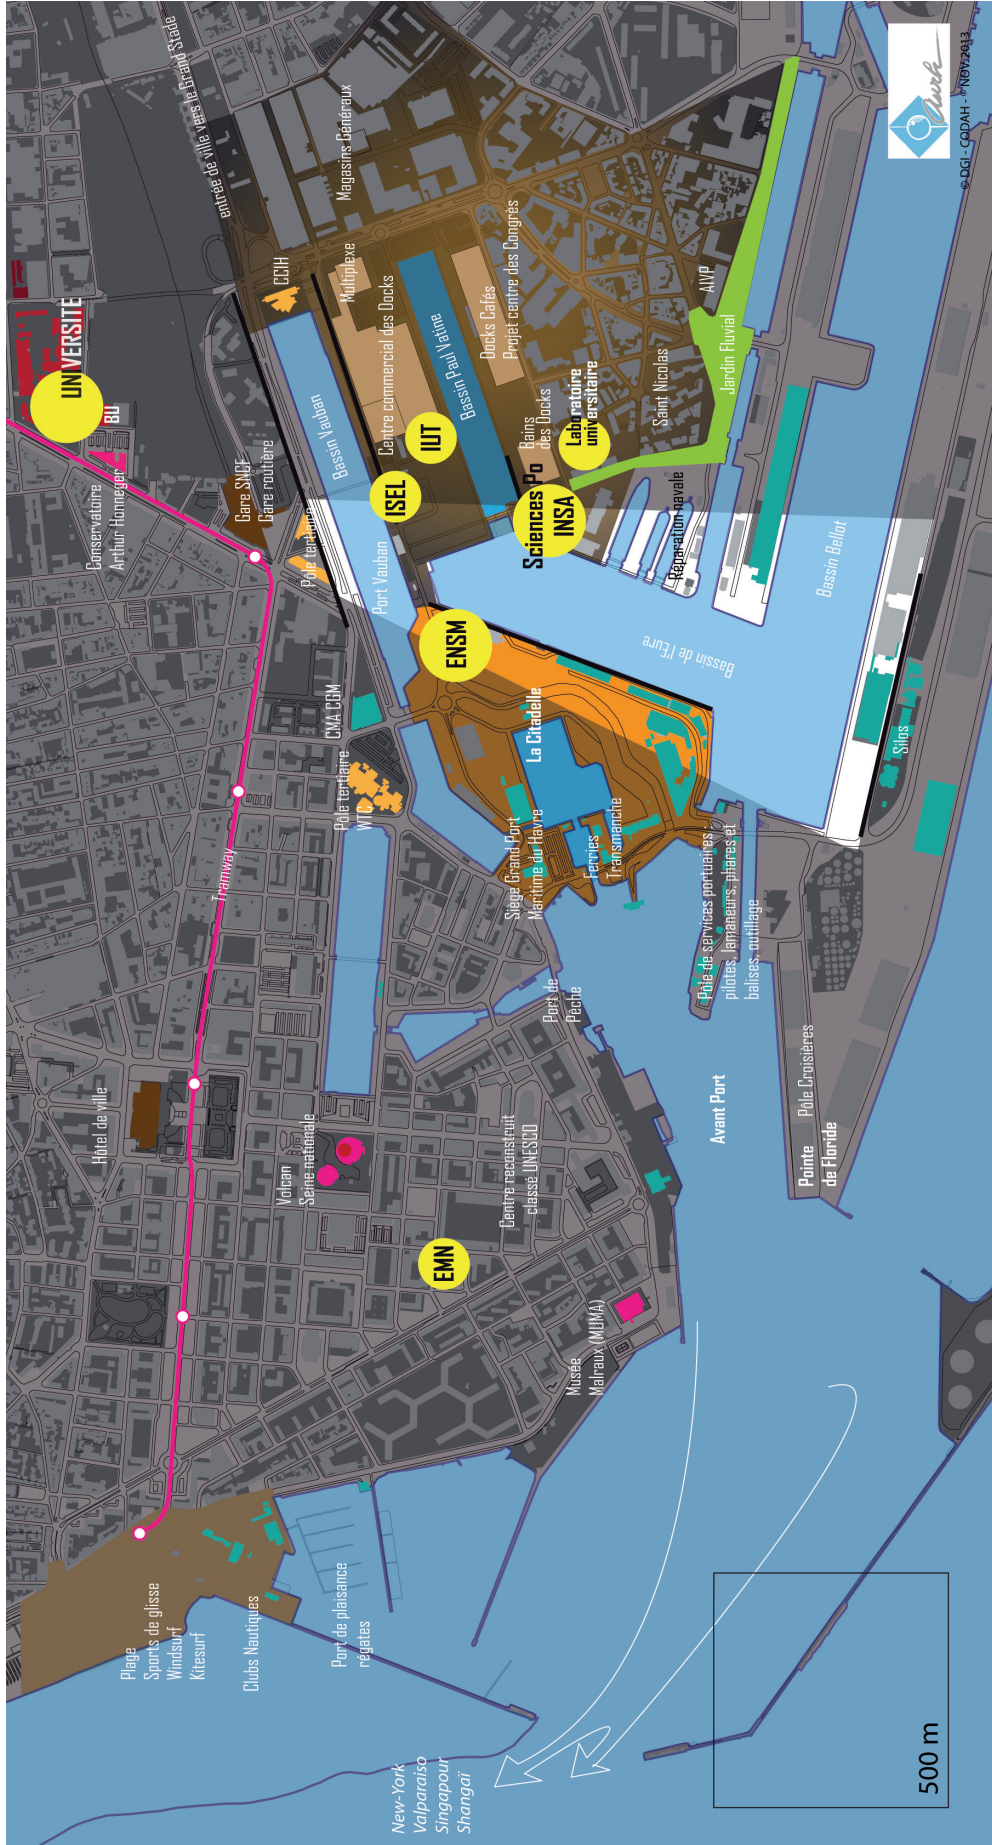 New-York
Valparaiso
Singapour
Shangaï
Plage
Sports de glisse
Windsurf
Kitesurf
Clubs Nautiques
Port de plaisance
régates
500 m
Musée
Malraux (MUMA)
EMN
Volcan
Seine nationale
Centre reconstruit
classé UNESCO
Hôtel de ville
Tramway
Avant Port
Pointe
de Floride
Pôle Croisières
Port de
Pêche
Pôle de services portuaires :
pilotes, lamaneurs, phares et
balises, outillage
Siège Grand Port
Maritime du Havre
Ferries
Transmanche
La Citadelle
Pôle tertiaire
WTC
CMA CGM
ENSM
Silos
Bassin de l'Eure
Port Vauban
Pôle tertiaire
Conservatoire
Arthur Honneger
Gare SNCF
Gare routière
ISEL
IUT
Sciences Po
INSA
Réparation navale
Bassin Bellot
UNIVERSITE
BU
Bassin Vauban
Centre commercial des Docks
Bassin Paul Vatine
Bains
des Docks
Laboratoire
universitaire
Saint Nicolas
Jardin Fluvial
AIVP
Docks Cafés
Projet centre des Congrès
Multiplexe
CCIH
Magasins Généraux
entrée de ville vers le Grand Stade
aurh
© DGI - CODAH - © NOV.2013